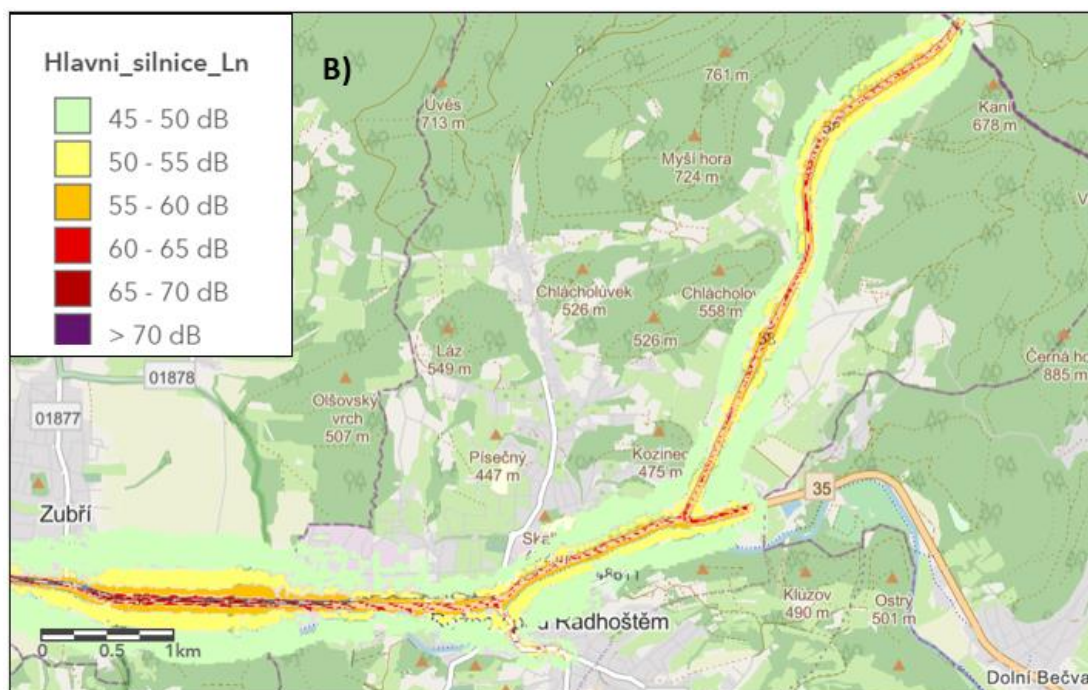 Hlavni_silnice_Ln
45 - 50 dB
50 - 55 dB
55 - 60 dB
60 - 65 dB
65 - 70 dB
> 70 dB
B)
Úvěs
713 m
761 m
Kaní
678 m
Myší hora
724 m
Chlácholůvek
526 m
558 m
526 m
Láz
549 m
885 m
01878
01877
Olšovský
vrch
507 m
Písečný
447 m
Kozinec
475 m
35
Zubří
Radhoštěm
Klúzov
490 m
Ostrý
501 m
0 0.5 1km
Dolní Bečva